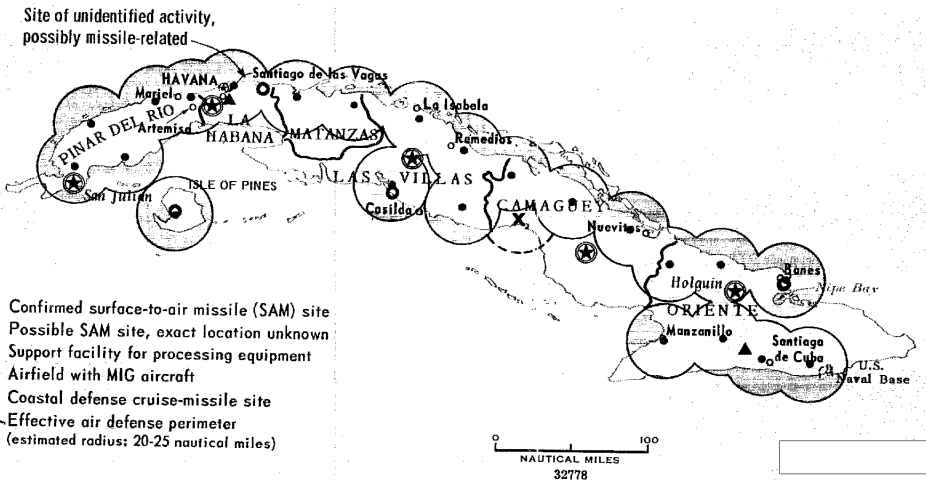 Site of unidentified activity,
possibly missile-related
HAVANA
Mariel
Santiago de las Vagas
PINAR DEL RIO
Artemisa
LA
HABANA
MATANZAS
La Isabela
Remedios
San Julian
ISLE OF PINES
LAS VILLAS
Casilda
CAMAGUEY
X
Nuevitas
Holquin
Banes
Nipe Bay
ORIENTE
Manzanillo
Santiago
de Cuba
U.S.
Naval Base
Confirmed surface-to-air missile (SAM) site
Possible SAM site, exact location unknown
Support facility for processing equipment
Airfield with MIG aircraft
Coastal defense cruise-missile site
Effective air defense perimeter
(estimated radius: 20-25 nautical miles)
0 100
NAUTICAL MILES
32778